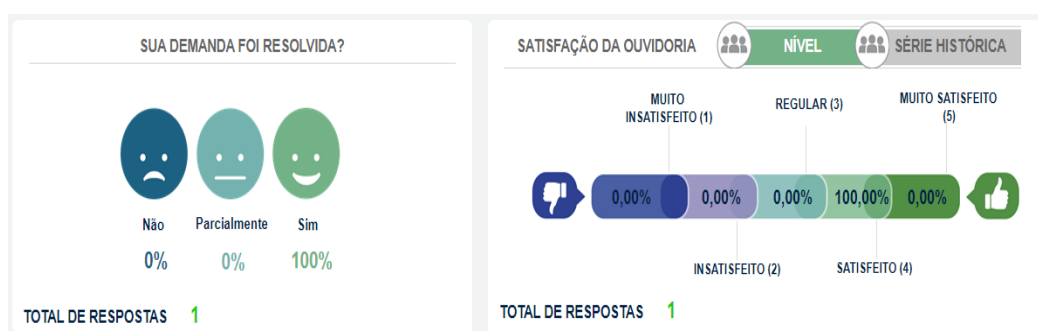 SUA DEMANDA FOI RESOLVIDA?
Não
Parcialmente
Sim
0%
0%
100%
TOTAL DE RESPOSTAS 1
SATISFAÇÃO DA OUVIDORIA
NÍVEL
SÉRIE HISTÓRICA
MUITO
INSATISFEITO (1)
REGULAR (3)
MUITO SATISFEITO
(5)
0,00%
0,00%
0,00%
100,00%
0,00%
INSATISFEITO (2)
SATISFEITO (4)
TOTAL DE RESPOSTAS 1